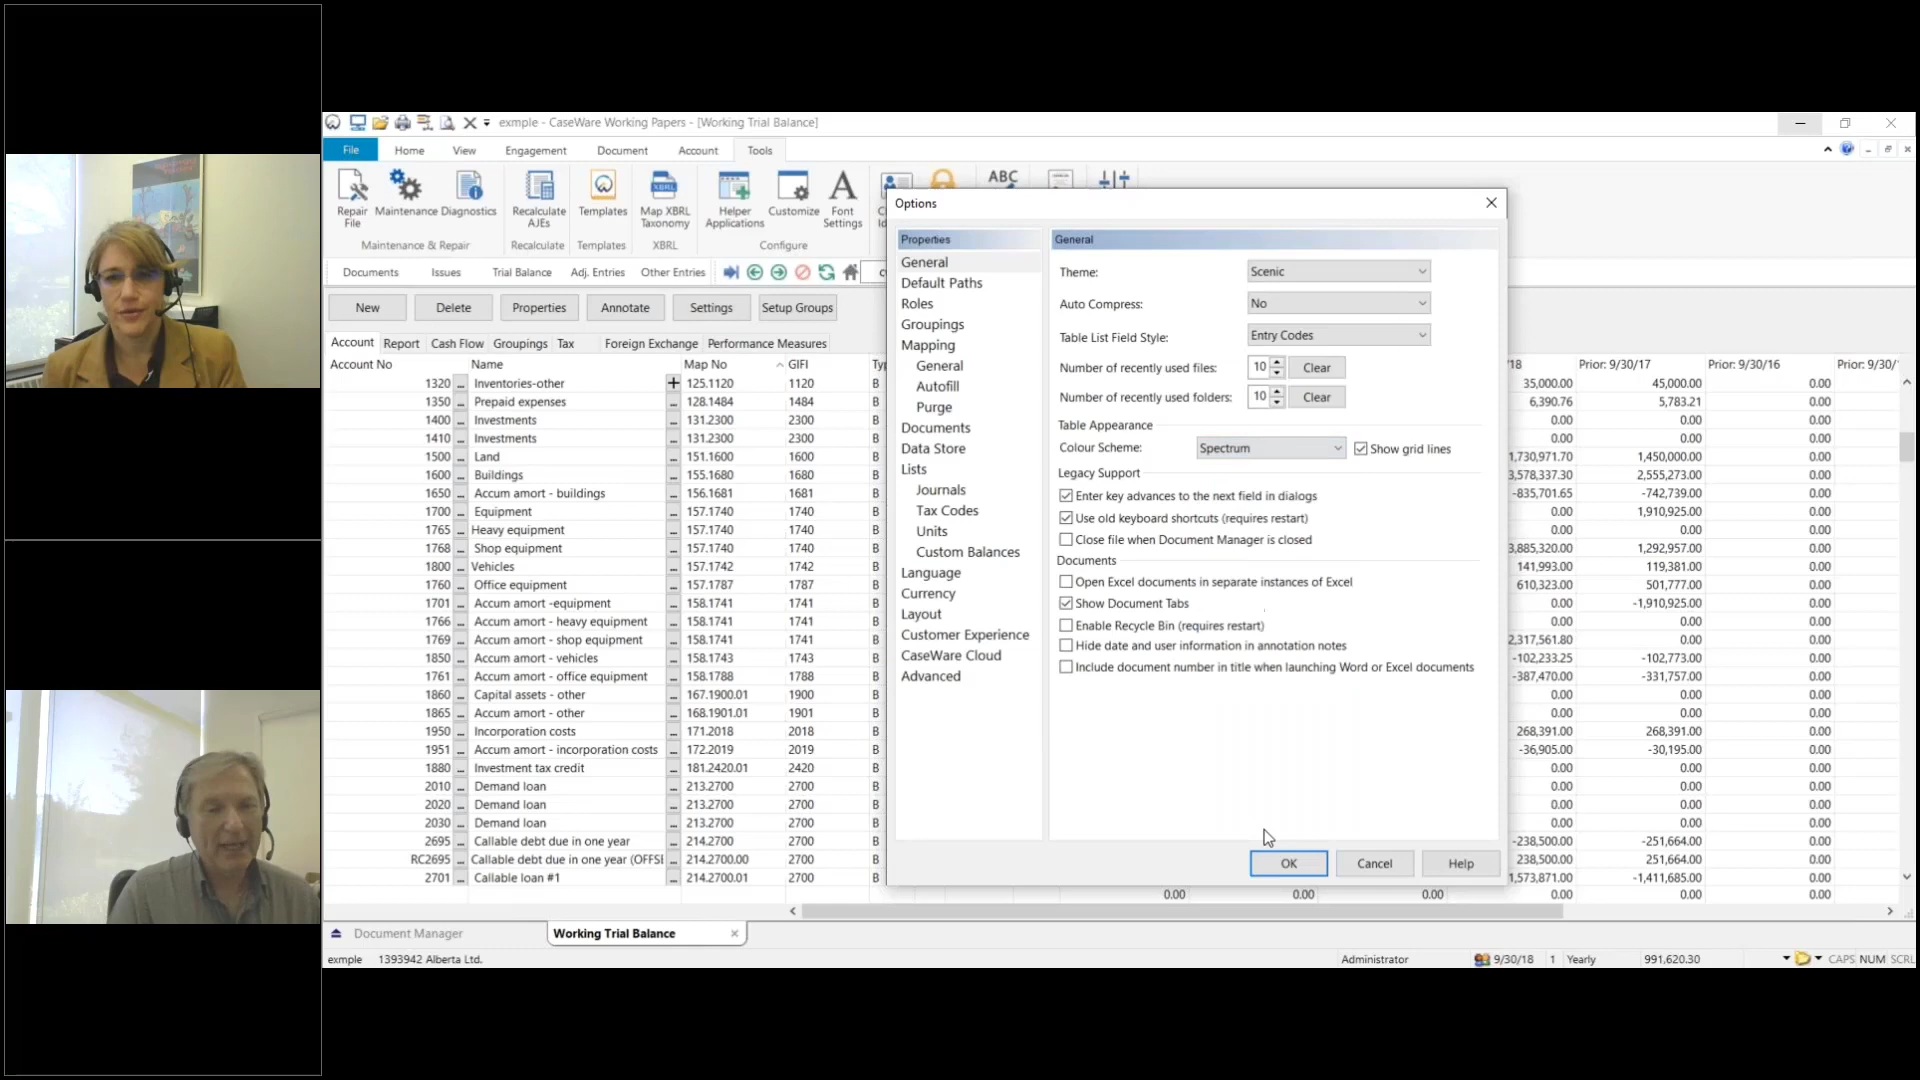 exmple - CaseWare Working Papers - [Working Trial Balance]
File Home View Engagement Document Account Tools
ABC
Repair File Maintenance Diagnostics Recalculate AJEs Templates Map XBRL Taxonomy Helper Applications Customize Font Settings
Maintenance & Repair Recalculate Templates XBRL Configure
Documents Issues Trial Balance Adj. Entries Other Entries
New Delete Properties Annotate Settings Setup Groups
Account Report Cash Flow Groupings Tax Foreign Exchange Performance Measures
Account No Name Map No GIFI Typ
1320 ... Inventories-other + 125.1120 1120 B
1350 ... Prepaid expenses ... 128.1484 1484 B
1400 ... Investments ... 131.2300 2300 B
1410 ... Investments ... 131.2300 2300 B
1500 ... Land ... 151.1600 1600 B
1600 ... Buildings ... 155.1680 1680 B
1650 ... Accum amort - buildings ... 156.1681 1681 B
1700 ... Equipment ... 157.1740 1740 B
1765 ... Heavy equipment ... 157.1740 1740 B
1768 ... Shop equipment ... 157.1740 1740 B
1800 ... Vehicles ... 157.1742 1742 B
1760 ... Office equipment ... 157.1787 1787 B
1701 ... Accum amort -equipment ... 158.1741 1741 B
1766 ... Accum amort - heavy equipment ... 158.1741 1741 B
1769 ... Accum amort - shop equipment ... 158.1741 1741 B
1850 ... Accum amort - vehicles ... 158.1743 1743 B
1761 ... Accum amort - office equipment ... 158.1788 1788 B
1860 ... Capital assets - other ... 167.1900.01 1900 B
1865 ... Accum amort - other ... 168.1901.01 1901 B
1950 ... Incorporation costs ... 171.2018 2018 B
1951 ... Accum amort - incorporation costs ... 172.2019 2019 B
1880 ... Investment tax credit ... 181.2420.01 2420 B
2010 ... Demand loan ... 213.2700 2700 B
2020 ... Demand loan ... 213.2700 2700 B
2030 ... Demand loan ... 213.2700 2700 B
2695 ... Callable debt due in one year ... 214.2700 2700 B
RC2695 ... Callable debt due in one year (OFFSE ... 214.2700.00 2700 B
2701 ... Callable loan #1 ... 214.2700.01 2700 B
Options
Properties
General
Default Paths
Roles
Groupings
Mapping
General
Autofill
Purge
Documents
Data Store
Lists
Journals
Tax Codes
Units
Custom Balances
Language
Currency
Layout
Customer Experience
CaseWare Cloud
Advanced
General
Theme: Scenic
Auto Compress: No
Table List Field Style: Entry Codes
Number of recently used files: 10 Clear
Number of recently used folders: 10 Clear
Table Appearance
Colour Scheme: Spectrum Show grid lines
Legacy Support
Enter key advances to the next field in dialogs
Use old keyboard shortcuts (requires restart)
Close file when Document Manager is closed
Documents
Open Excel documents in separate instances of Excel
Show Document Tabs
Enable Recycle Bin (requires restart)
Hide date and user information in annotation notes
Include document number in title when launching Word or Excel documents
OK Cancel Help
'18 Prior: 9/30/17 Prior: 9/30/16 Prior: 9/30/'
35,000.00 45,000.00 0.00
6,390.76 5,783.21 0.00
0.00 0.00 0.00
0.00 0.00 0.00
1,730,971.70 1,450,000.00 0.00
3,578,337.30 2,555,273.00 0.00
-835,701.65 -742,739.00 0.00
0.00 1,910,925.00 0.00
0.00 0.00 0.00
3,885,320.00 1,292,957.00 0.00
141,993.00 119,381.00 0.00
610,323.00 501,777.00 0.00
0.00 -1,910,925.00 0.00
0.00 0.00 0.00
2,317,561.80 0.00 0.00
-102,233.25 -102,773.00 0.00
-387,470.00 -331,757.00 0.00
0.00 0.00 0.00
0.00 0.00 0.00
268,391.00 268,391.00 0.00
-36,905.00 -30,195.00 0.00
0.00 0.00 0.00
0.00 0.00 0.00
0.00 0.00 0.00
0.00 0.00 0.00
-238,500.00 -251,664.00 0.00
238,500.00 251,664.00 0.00
1,573,871.00 -1,411,685.00 0.00
0.00 0.00 0.00 0.00 0.00 0.00
Document Manager Working Trial Balance
exmple 1393942 Alberta Ltd. Administrator 9/30/18 1 Yearly 991,620.30 CAPS NUM SCRL